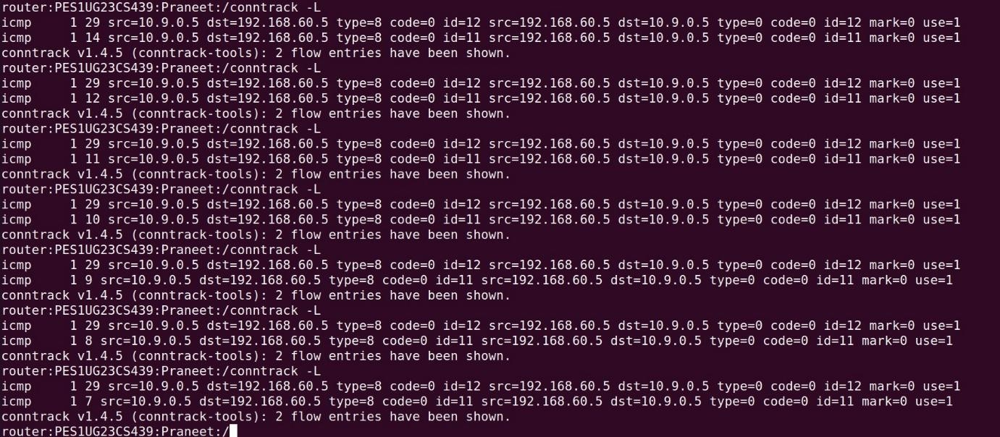 router:PES1UG23CS439:Praneet:/conntrack -L
icmp     1 29 src=10.9.0.5 dst=192.168.60.5 type=8 code=0 id=12 src=192.168.60.5 dst=10.9.0.5 type=0 code=0 id=12 mark=0 use=1
icmp     1 14 src=10.9.0.5 dst=192.168.60.5 type=8 code=0 id=11 src=192.168.60.5 dst=10.9.0.5 type=0 code=0 id=11 mark=0 use=1
conntrack v1.4.5 (conntrack-tools): 2 flow entries have been shown.
router:PES1UG23CS439:Praneet:/conntrack -L
icmp     1 29 src=10.9.0.5 dst=192.168.60.5 type=8 code=0 id=12 src=192.168.60.5 dst=10.9.0.5 type=0 code=0 id=12 mark=0 use=1
icmp     1 12 src=10.9.0.5 dst=192.168.60.5 type=8 code=0 id=11 src=192.168.60.5 dst=10.9.0.5 type=0 code=0 id=11 mark=0 use=1
conntrack v1.4.5 (conntrack-tools): 2 flow entries have been shown.
router:PES1UG23CS439:Praneet:/conntrack -L
icmp     1 29 src=10.9.0.5 dst=192.168.60.5 type=8 code=0 id=12 src=192.168.60.5 dst=10.9.0.5 type=0 code=0 id=12 mark=0 use=1
icmp     1 11 src=10.9.0.5 dst=192.168.60.5 type=8 code=0 id=11 src=192.168.60.5 dst=10.9.0.5 type=0 code=0 id=11 mark=0 use=1
conntrack v1.4.5 (conntrack-tools): 2 flow entries have been shown.
router:PES1UG23CS439:Praneet:/conntrack -L
icmp     1 29 src=10.9.0.5 dst=192.168.60.5 type=8 code=0 id=12 src=192.168.60.5 dst=10.9.0.5 type=0 code=0 id=12 mark=0 use=1
icmp     1 10 src=10.9.0.5 dst=192.168.60.5 type=8 code=0 id=11 src=192.168.60.5 dst=10.9.0.5 type=0 code=0 id=11 mark=0 use=1
conntrack v1.4.5 (conntrack-tools): 2 flow entries have been shown.
router:PES1UG23CS439:Praneet:/conntrack -L
icmp     1 29 src=10.9.0.5 dst=192.168.60.5 type=8 code=0 id=12 src=192.168.60.5 dst=10.9.0.5 type=0 code=0 id=12 mark=0 use=1
icmp     1 9 src=10.9.0.5 dst=192.168.60.5 type=8 code=0 id=11 src=192.168.60.5 dst=10.9.0.5 type=0 code=0 id=11 mark=0 use=1
conntrack v1.4.5 (conntrack-tools): 2 flow entries have been shown.
router:PES1UG23CS439:Praneet:/conntrack -L
icmp     1 29 src=10.9.0.5 dst=192.168.60.5 type=8 code=0 id=12 src=192.168.60.5 dst=10.9.0.5 type=0 code=0 id=12 mark=0 use=1
icmp     1 8 src=10.9.0.5 dst=192.168.60.5 type=8 code=0 id=11 src=192.168.60.5 dst=10.9.0.5 type=0 code=0 id=11 mark=0 use=1
conntrack v1.4.5 (conntrack-tools): 2 flow entries have been shown.
router:PES1UG23CS439:Praneet:/conntrack -L
icmp     1 29 src=10.9.0.5 dst=192.168.60.5 type=8 code=0 id=12 src=192.168.60.5 dst=10.9.0.5 type=0 code=0 id=12 mark=0 use=1
icmp     1 7 src=10.9.0.5 dst=192.168.60.5 type=8 code=0 id=11 src=192.168.60.5 dst=10.9.0.5 type=0 code=0 id=11 mark=0 use=1
conntrack v1.4.5 (conntrack-tools): 2 flow entries have been shown.
router:PES1UG23CS439:Praneet:/